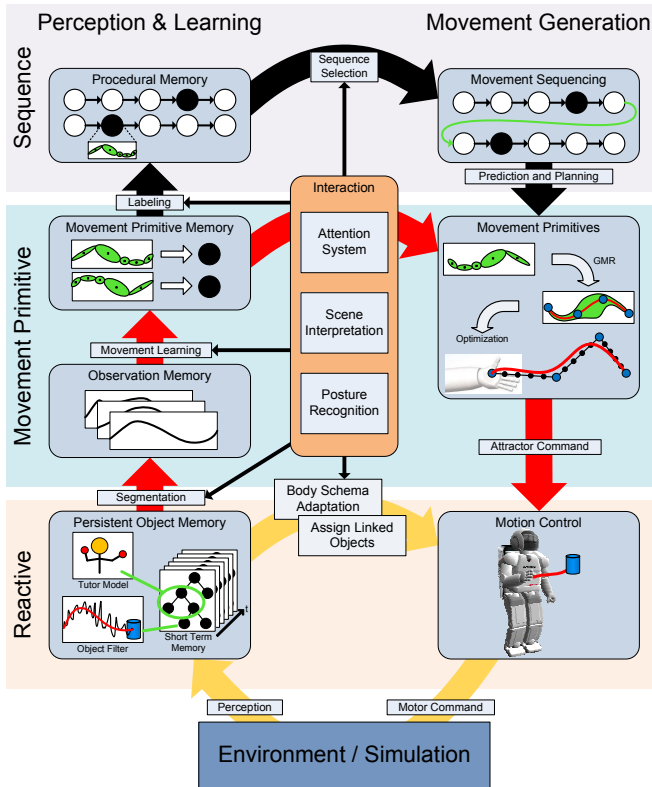 Perception & Learning
Movement Generation
Sequence
Procedural Memory
Sequence
Selection
Movement Sequencing
Prediction and Planning
Labeling
Interaction
Attention
System
Scene
Interpretation
Posture
Recognition
Movement Primitive
Movement Primitive Memory
Movement Learning
Observation Memory
Segmentation
Movement Primitives
GMR
Optimization
Attractor Command
Body Schema
Adaptation
Assign Linked
Objects
Reactive
Persistent Object Memory
Tutor Model
Object Filter
Short Term
Memory
t
Motion Control
Perception
Motor Command
Environment / Simulation